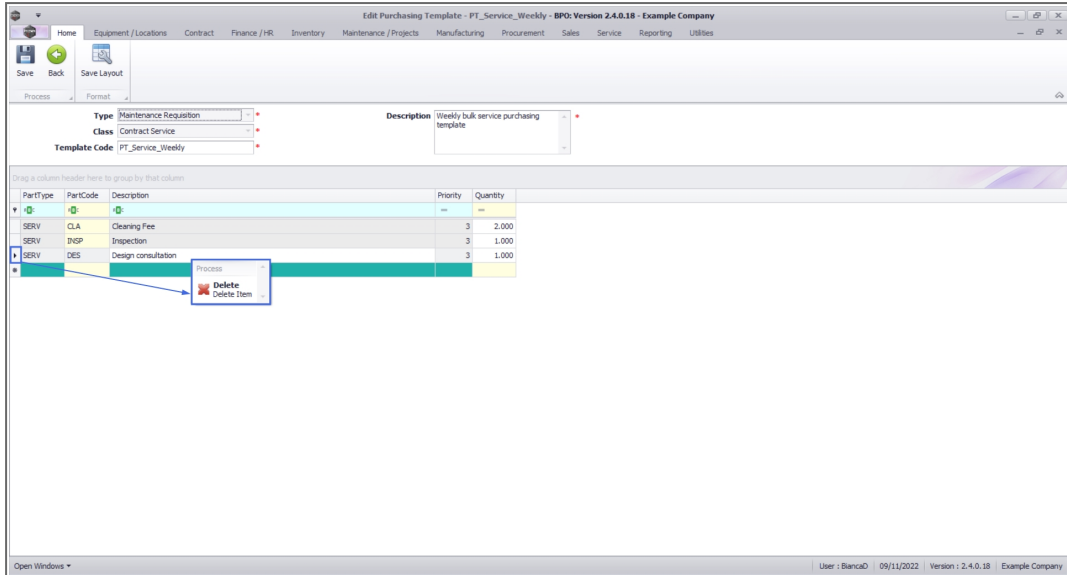 Edit Purchasing Template - PT_Service_Weekly - BPO: Version 2.4.0.18 - Example Company
Home Equipment / Locations Contract Finance / HR Inventory Maintenance / Projects Manufacturing Procurement Sales Service Reporting Utilities
Save Back Save Layout
Process Format
Type Maintenance Requisition * Description Weekly bulk service purchasing *
template
Class Contract Service *
Template Code PT_Service_Weekly *
Drag a column header here to group by that column
PartType PartCode Description Priority Quantity
SERV CLA Cleaning Fee 3 2.000
SERV INSP Inspection 3 1.000
SERV DES Design consultation 3 1.000
Process
Delete
Delete Item
Open Windows User : BiancaD 09/11/2022 Version : 2.4.0.18 Example Company